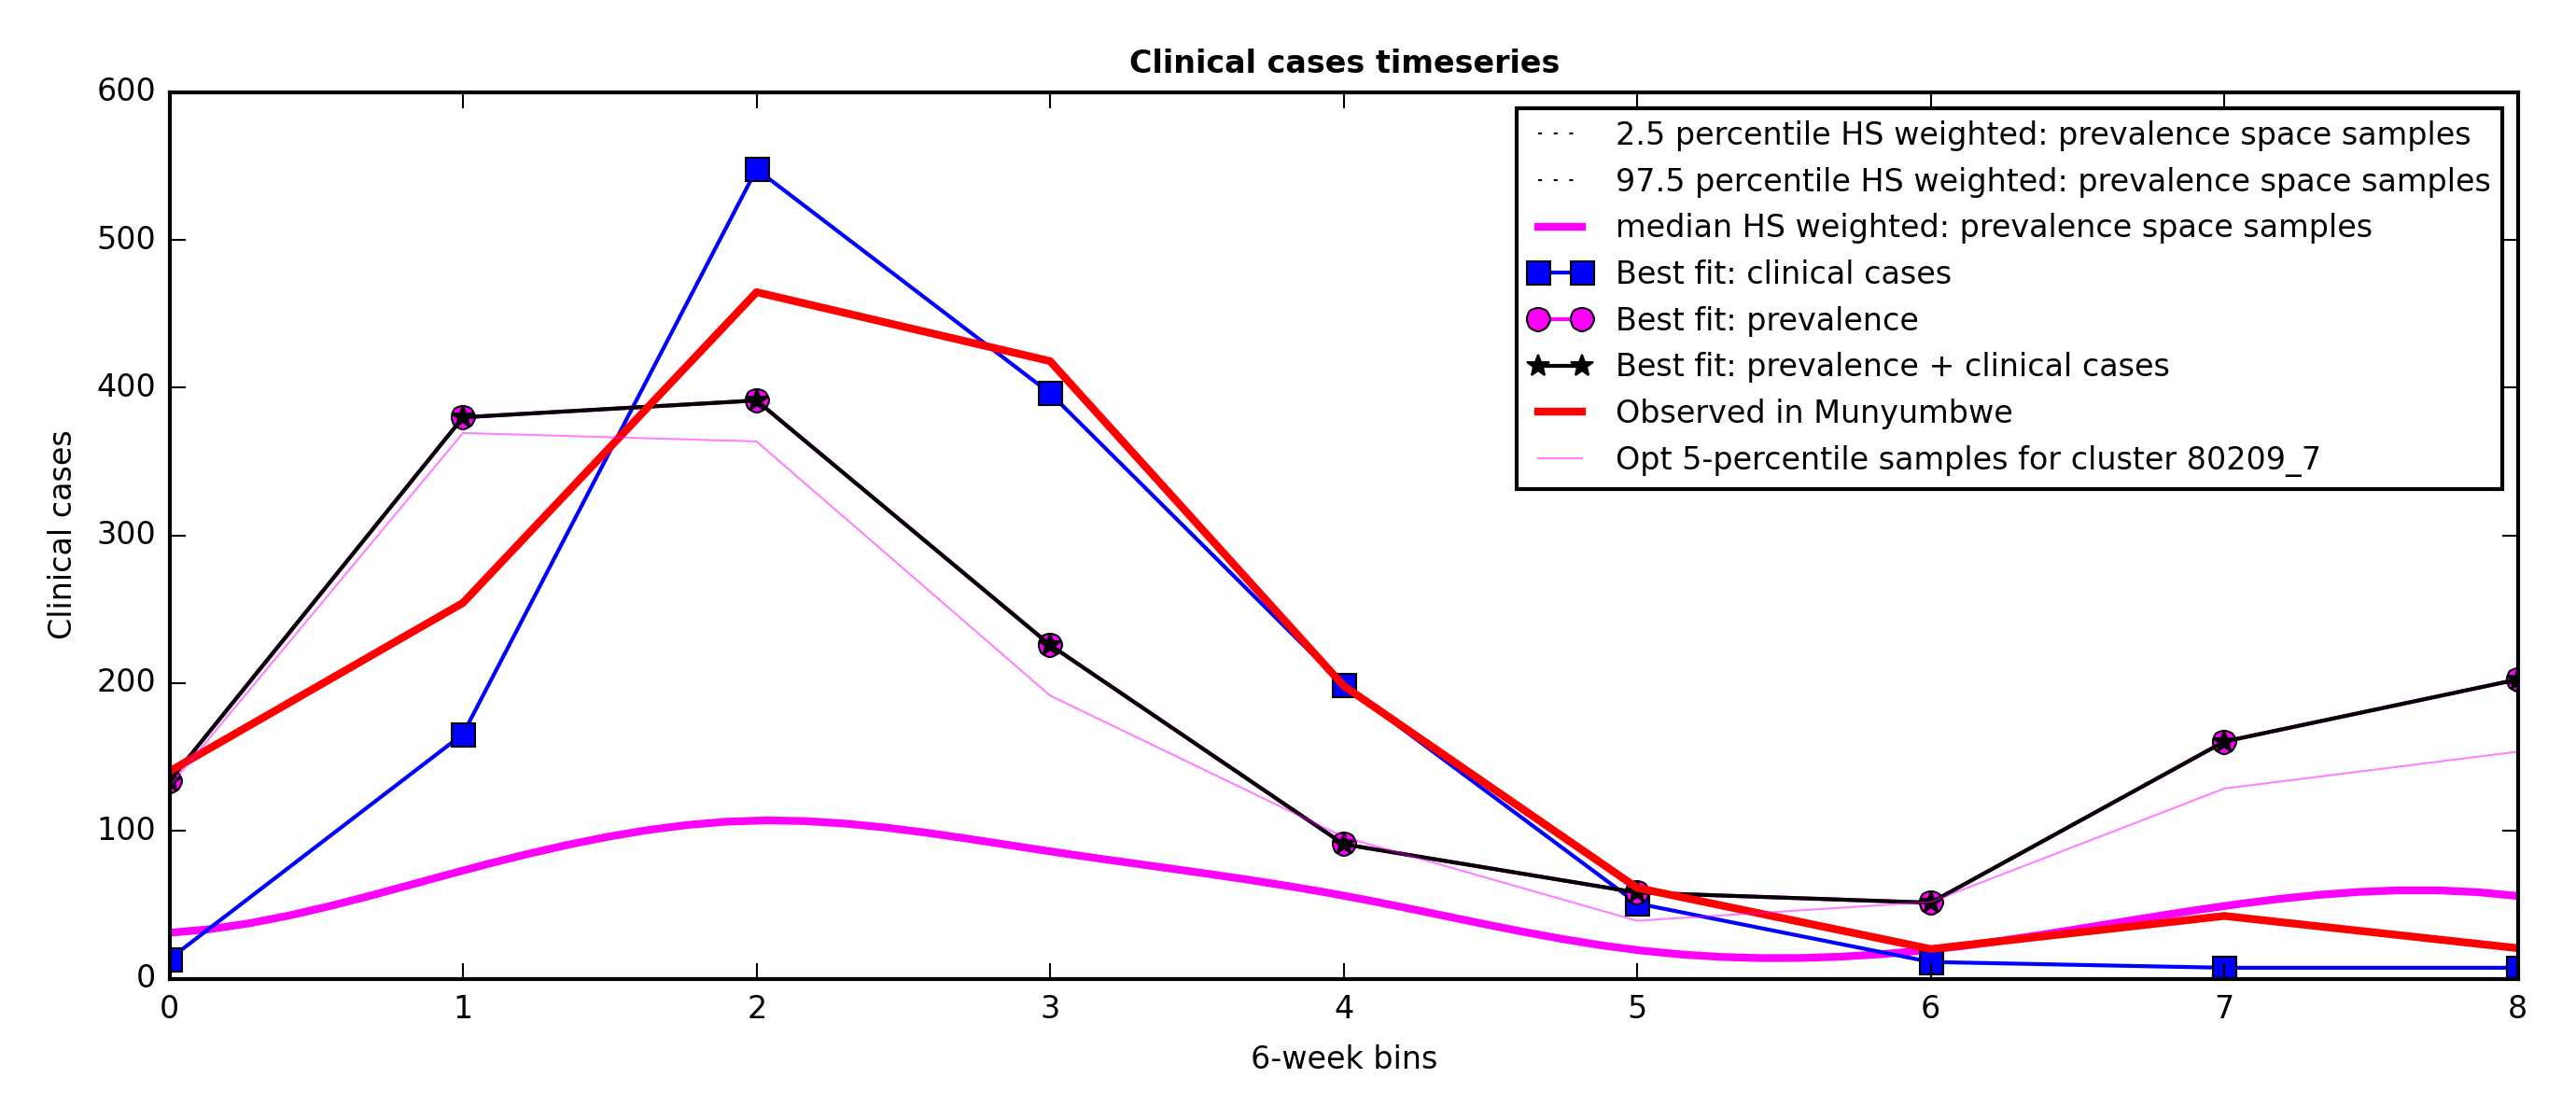 Clinical cases timeseries
600
500
400
300
200
100
0
Clinical cases
2.5 percentile HS weighted: prevalence space samples
97.5 percentile HS weighted: prevalence space samples
median HS weighted: prevalence space samples
Best fit: clinical cases
Best fit: prevalence
Best fit: prevalence + clinical cases
Observed in Munyumbwe
Opt 5-percentile samples for cluster 80209_7
0 1 2 3 4 5 6 7 8
6-week bins